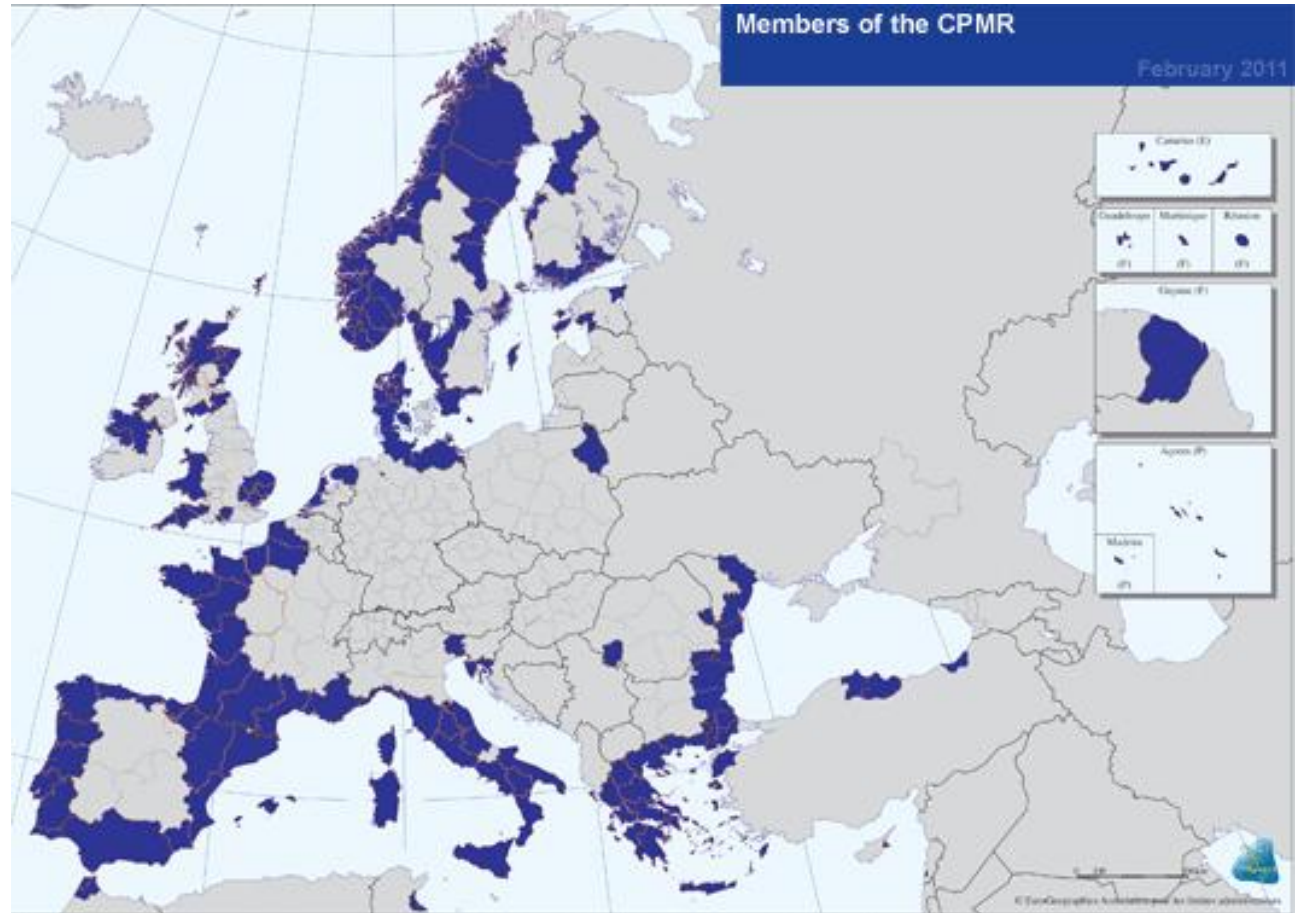 Members of the CPMR
February 2011
Canarias (E)
Guadeloupe
Martinique
Réunion
(F)
(F)
(F)
Guyane (F)
Açores (P)
Madeira
(P)